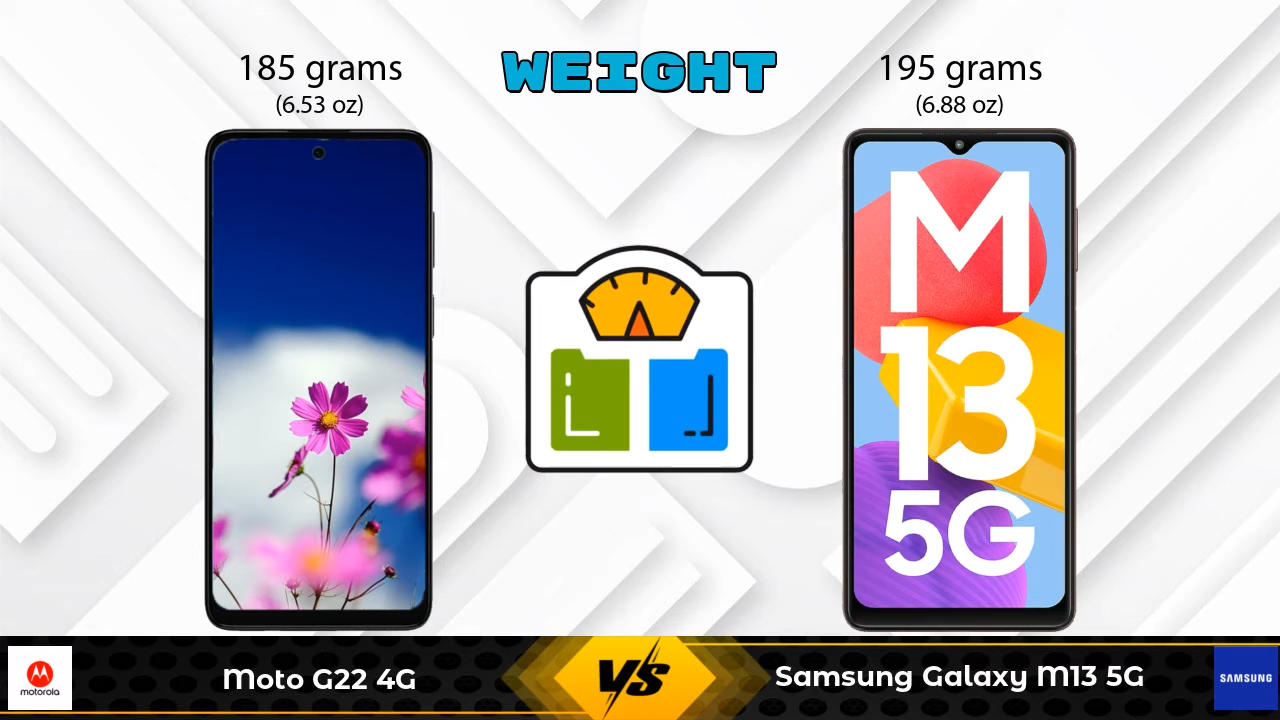 WEIGHT
185 grams
(6.53 oz)
195 grams
(6.88 oz)
M
13
5G
motorola
Moto G22 4G
VS
Samsung Galaxy M13 5G
SAMSUNG